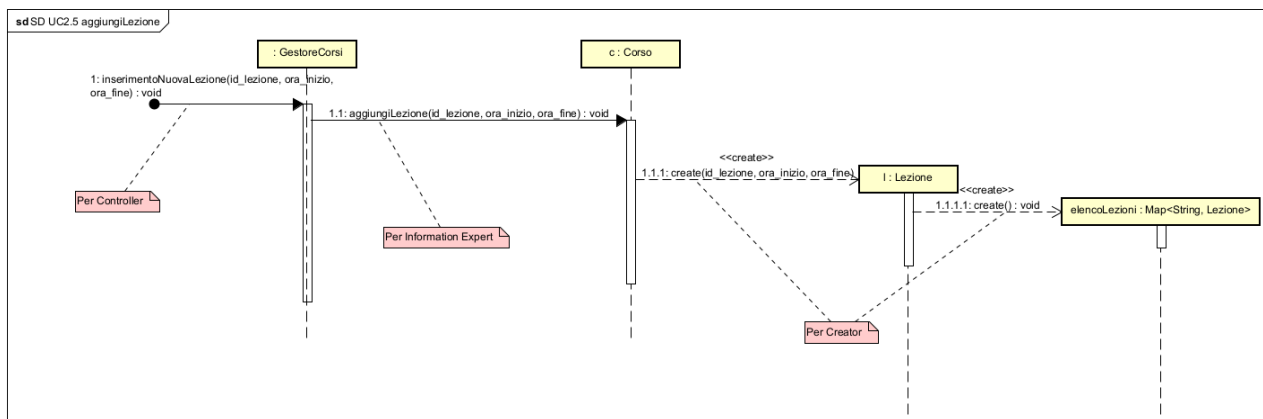 sd SD UC2.5 aggiungiLezione
: GestoreCorsi
c : Corso
1: inserimentoNuovaLezione(id_lezione, ora_inizio,
ora_fine) : void
1.1: aggiungiLezione(id_lezione, ora_inizio, ora_fine) : void
<<create>>
1.1.1: create(id_lezione, ora_inizio, ora_fine)
l : Lezione
<<create>>
1.1.1.1: create() : void
elencoLezioni : Map<String, Lezione>
Per Controller
Per Information Expert
Per Creator